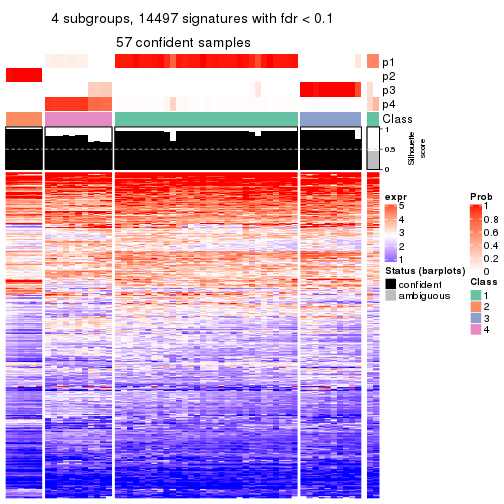 4 subgroups, 14497 signatures with fdr < 0.1
57 confident samples
p1
p2
p3
p4
Class
1
0.5
0
Silhouette
score
expr
5
4
3
2
1
Status (barplots)
confident
ambiguous
Prob
1
0.8
0.6
0.4
0.2
0
Class
1
2
3
4